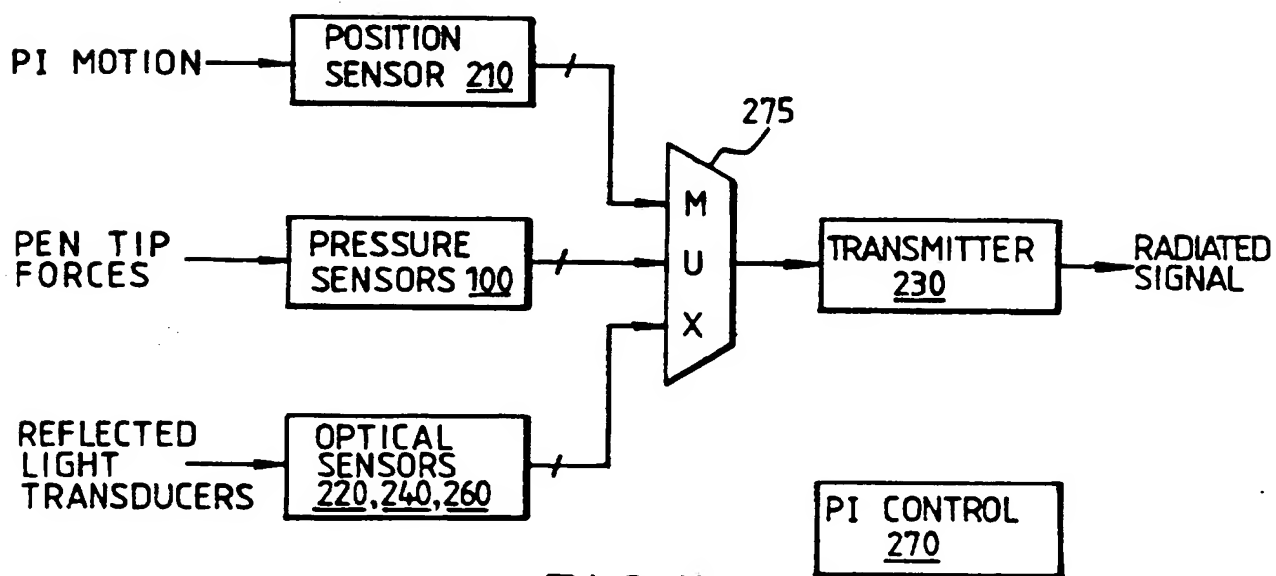 PI MOTION
POSITION
SENSOR 210
275
PEN TIP
FORCES
PRESSURE
SENSORS 100
M
U
X
TRANSMITTER
230
RADIATED
SIGNAL
REFLECTED
LIGHT
TRANSDUCERS
OPTICAL
SENSORS
220,240,260
PI CONTROL
270